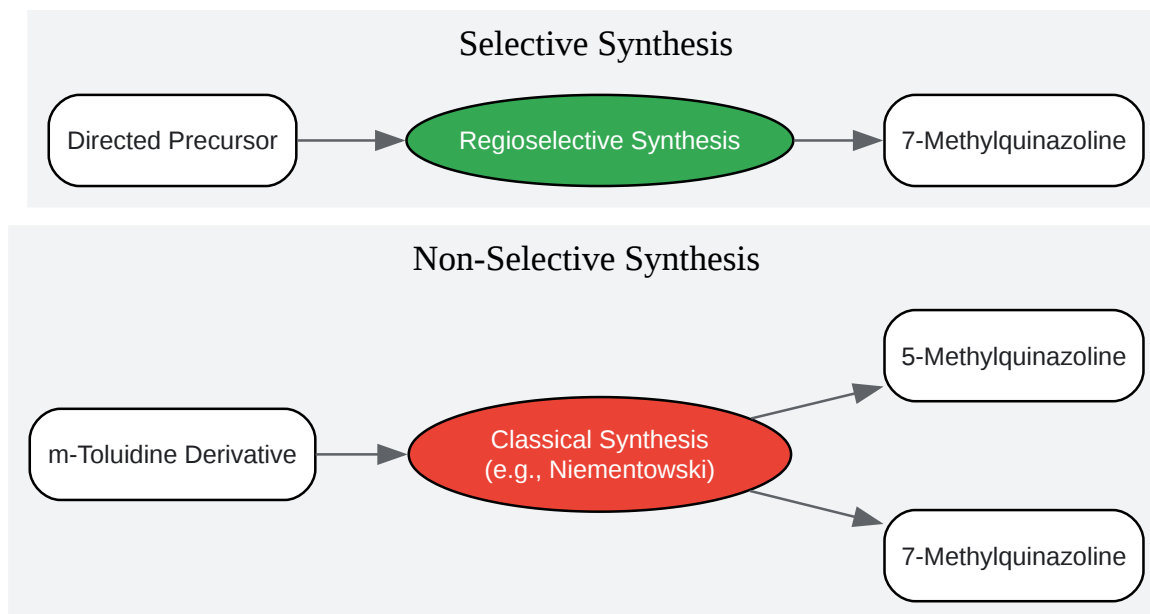 Selective Synthesis
Directed Precursor
Regioselective Synthesis
7-Methylquinazoline
Non-Selective Synthesis
5-Methylquinazoline
m-Toluidine Derivative
Classical Synthesis
(e.g., Niementowski)
7-Methylquinazoline